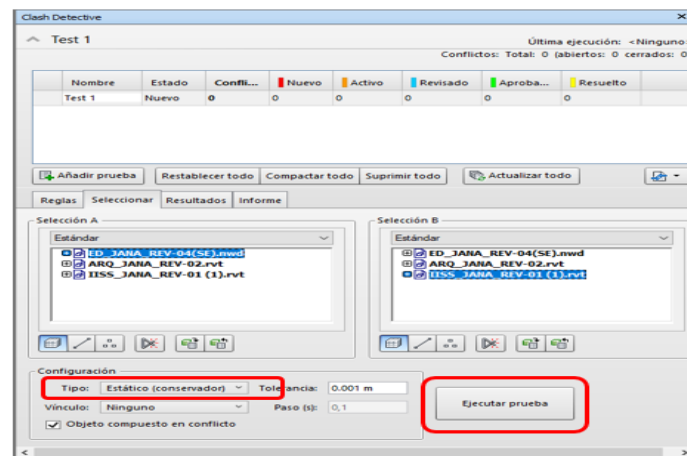 Clash Detective
Test 1
Última ejecución: <Ninguno>
Conflictos: Total: 0 (abiertos: 0 cerrados: 0
Nombre Estado Confli... Nuevo Activo Revisado Aproba... Resuelto
Test 1 Nuevo 0 0 0 0 0 0
Añadir prueba Restablecer todo Compactar todo Suprimir todo Actualizar todo
Reglas Seleccionar Resultados Informe
Selección A Selección B
Estándar Estándar
ED_JANA_REV-04(SE).nwd ED_JANA_REV-04(SE).nwd
ARQ_JANA_REV-02.rvt ARQ_JANA_REV-02.rvt
IISS_JANA_REV-01 (1).rvt IISS_JANA_REV-01 (1).rvt
Configuración
Tipo: Estático (conservador) Tolerancia: 0.001 m
Ejecutar prueba
Vínculo: Ninguno Paso (s): 0,1
Objeto compuesto en conflicto